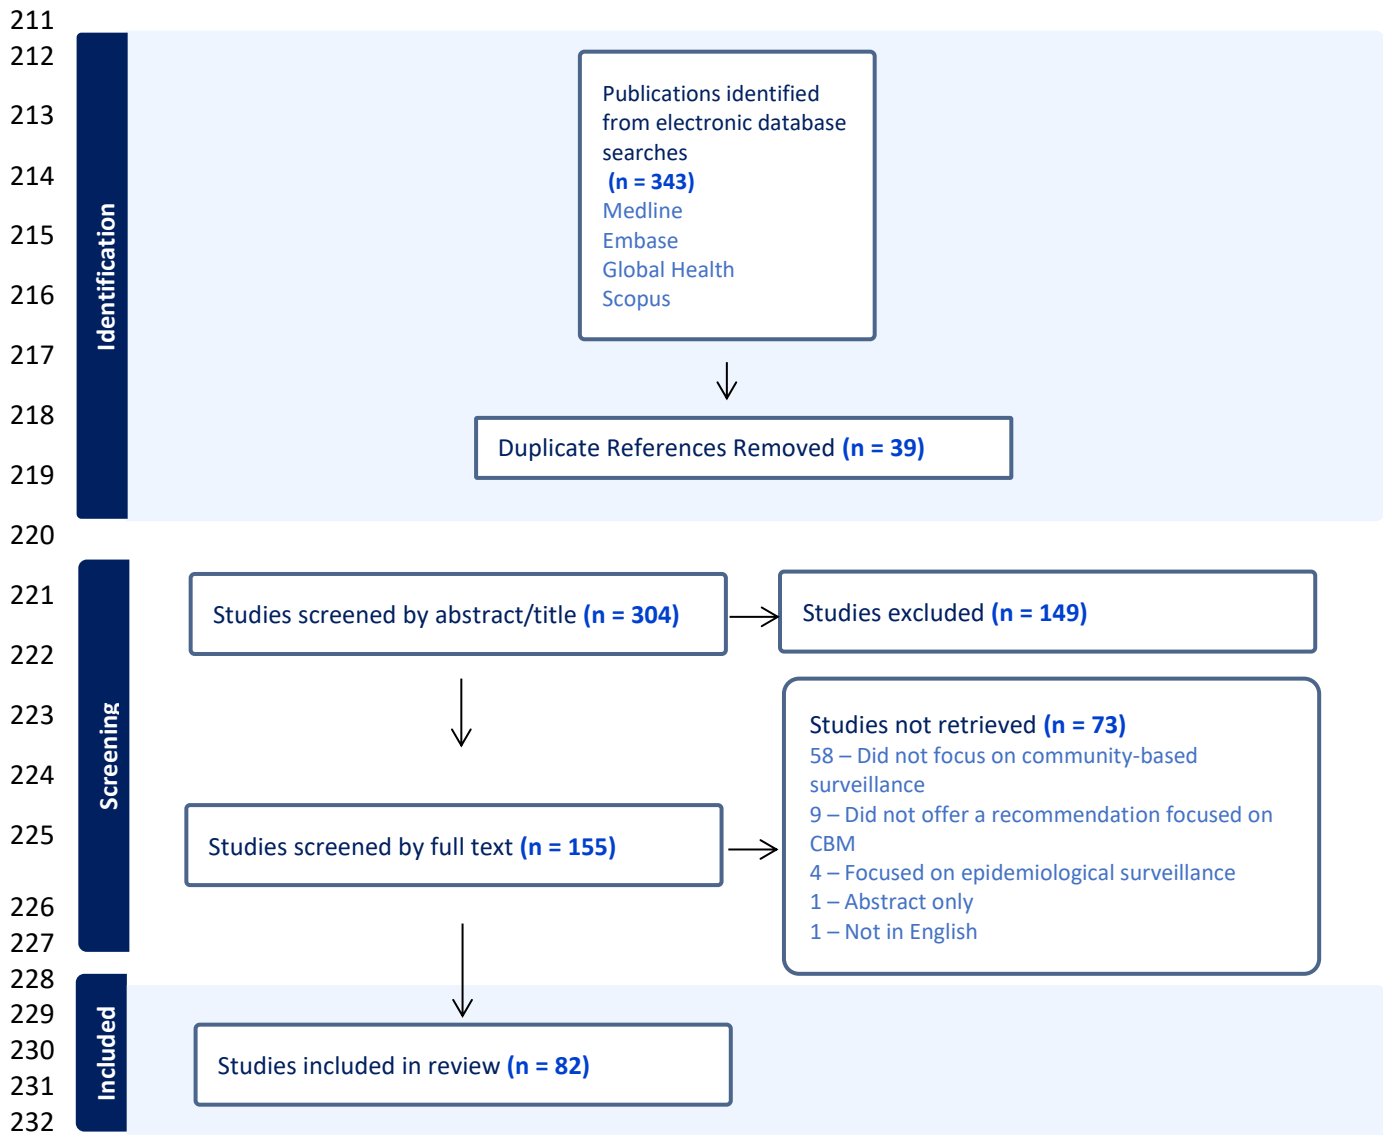 211
212
213
214
215
216
217
218
219
220
221
222
223
224
225
226
227
228
229
230
231
232
Identification
Publications identified
from electronic database
searches
(n = 343)
Medline
Embase
Global Health
Scopus
Duplicate References Removed (n = 39)
Screening
Studies screened by abstract/title (n = 304)
Studies excluded (n = 149)
Studies screened by full text (n = 155)
Studies not retrieved (n = 73)
58 – Did not focus on community-based
surveillance
9 – Did not offer a recommendation focused on
CBM
4 – Focused on epidemiological surveillance
1 – Abstract only
1 – Not in English
Included
Studies included in review (n = 82)